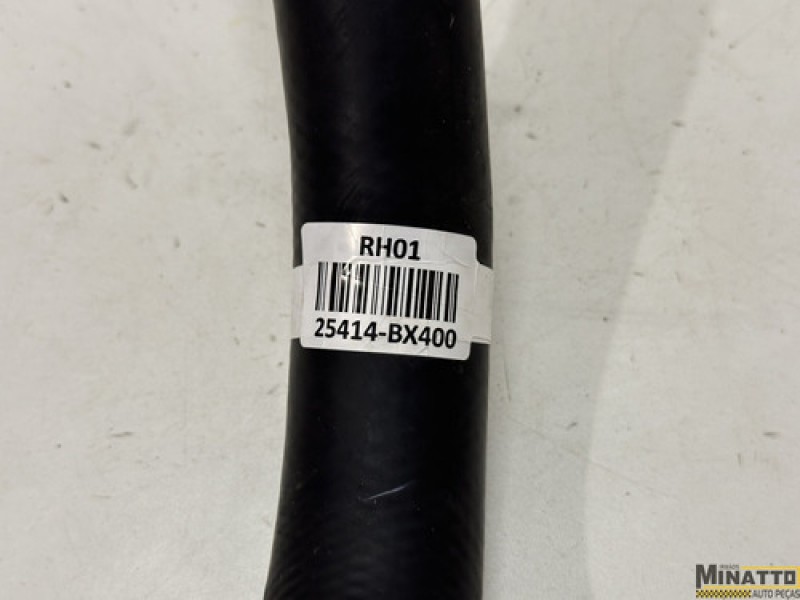 RH01
25414-BX400
MINATTO
AUTO PEÇAS